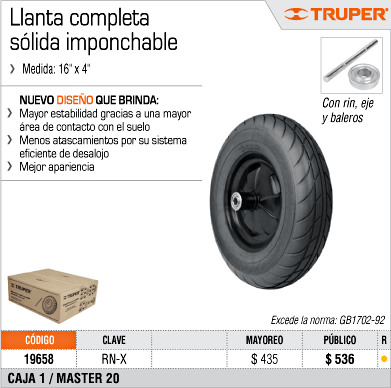 Llanta completa
sólida imponchable
TRUPER®
› Medida: 16" x 4"
NUEVO DISEÑO QUE BRINDA:
› Mayor estabilidad gracias a una mayor
área de contacto con el suelo
› Menos atascamientos por su sistema
eficiente de desalojo
› Mejor apariencia
Con rin, eje
y baleros
TRUPER
Excede la norma: GB1702-92
CÓDIGO CLAVE MAYOREO PÚBLICO R
19658 RN-X $ 435 $ 536
CAJA 1 / MASTER 20